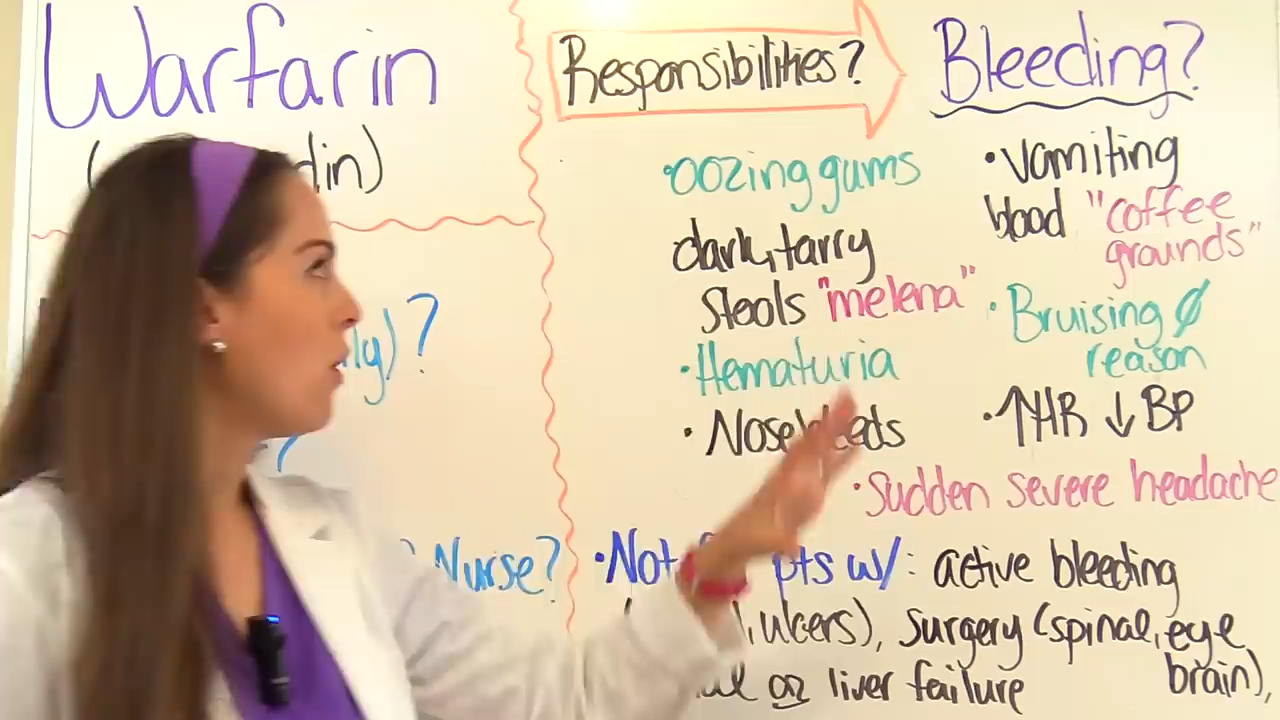 Warfarin
din)
ly)?
?
Nurse?
Responsibilities?
•oozing gums
dark, tarry
stools "melena"
•Hematuria
•Nosebleeds
Bleeding?
•vomiting
blood "coffee
grounds"
•Bruising Ø
reason
•↑HR ↓BP
•Sudden severe headache
•Not pts w/: active bleeding
, ulcers), surgery (spinal, eye
brain),
or liver failure